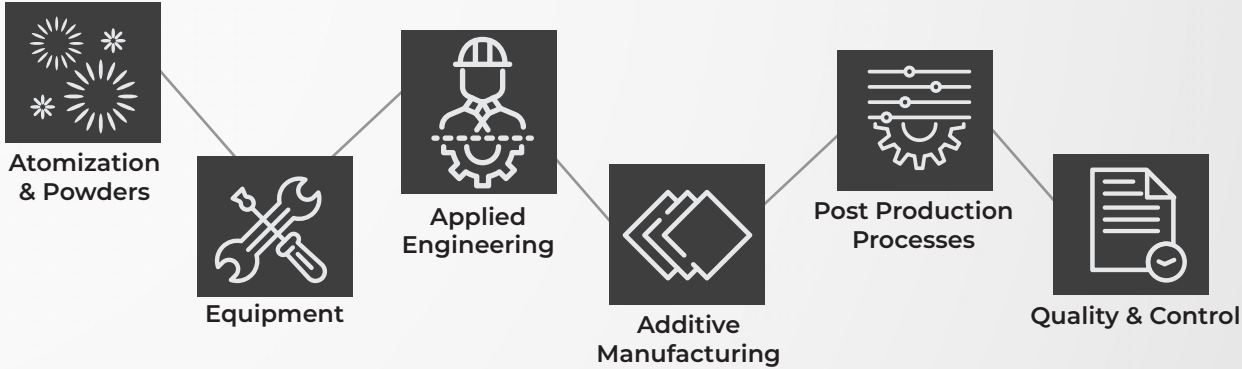 Atomization
& Powders
Equipment
Applied
Engineering
Additive
Manufacturing
Post Production
Processes
Quality & Control